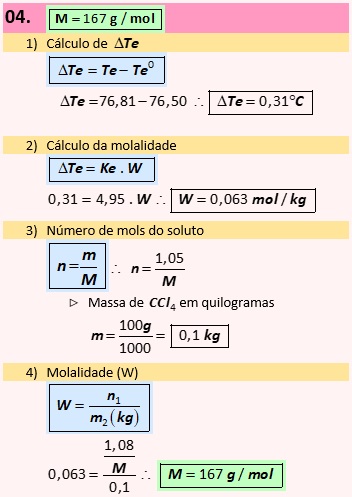 04. M = 167 g / mol
1) Cálculo de ΔTe
ΔTe = Te − Te⁰
ΔTe = 76,81 − 76,50 ∴ ΔTe = 0,31°C
2) Cálculo da molalidade
ΔTe = Ke . W
0,31 = 4,95 . W ∴ W = 0,063 mol / kg
3) Número de mols do soluto
n = m / M ∴ n = 1,05 / M
▷ Massa de CCl₄ em quilogramas
m = 100g / 1000 = 0,1 kg
4) Molalidade (W)
W = n₁ / m₂(kg)
0,063 = 1,08 / M / 0,1 ∴ M = 167 g / mol